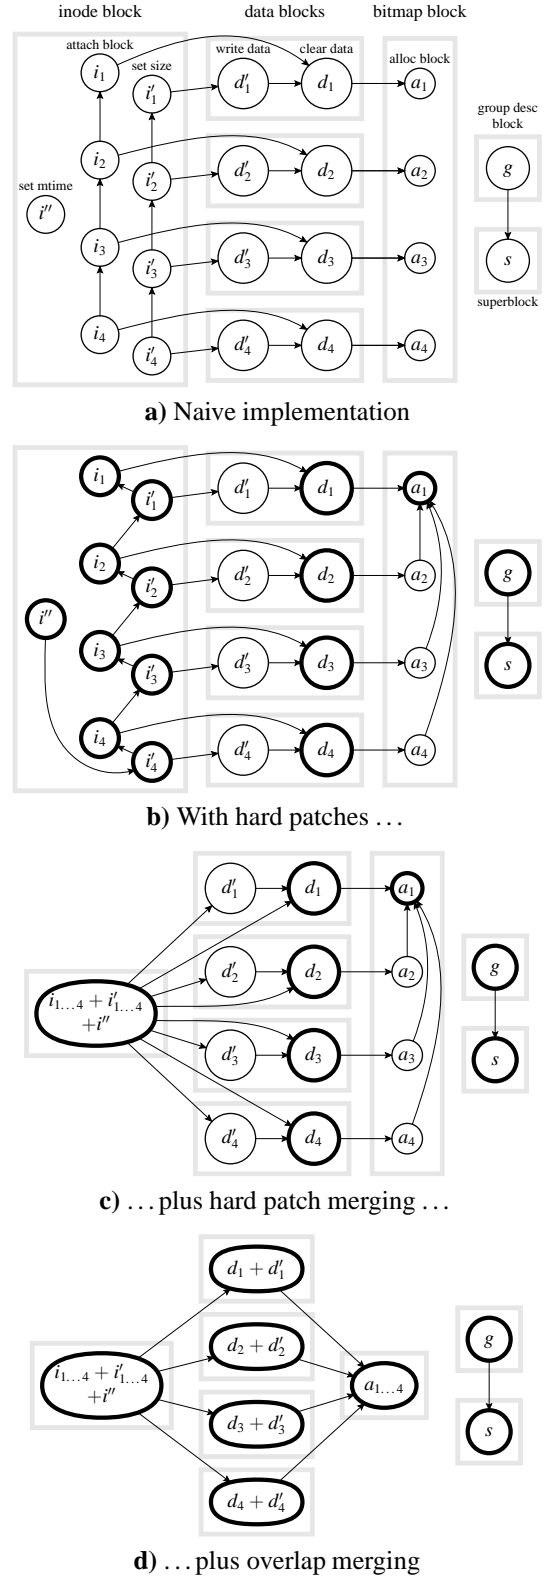 inode block data blocks bitmap block
attach block write data clear data
i₁ set size d′₁ d₁ alloc block a₁
i′₁
group desc
block
i₂ i′₂ d′₂ d₂ a₂ g
set mtime
i″
i₃ i′₃ d′₃ d₃ a₃ s
superblock
i₄ i′₄ d′₄ d₄ a₄
a) Naive implementation
i₁ i′₁ d′₁ d₁ a₁
i₂ i′₂ d′₂ d₂ a₂ g
i″
i₃ i′₃ d′₃ d₃ a₃ s
i₄ i′₄ d′₄ d₄ a₄
b) With hard patches …
d′₁ d₁ a₁
d′₂ d₂ a₂ g
i₁…₄ + i′₁…₄
+i″
d′₃ d₃ a₃ s
d′₄ d₄ a₄
c) … plus hard patch merging …
d₁ + d′₁
d₂ + d′₂ g
i₁…₄ + i′₁…₄
+i″
a₁…₄
d₃ + d′₃ s
d₄ + d′₄
d) … plus overlap merging